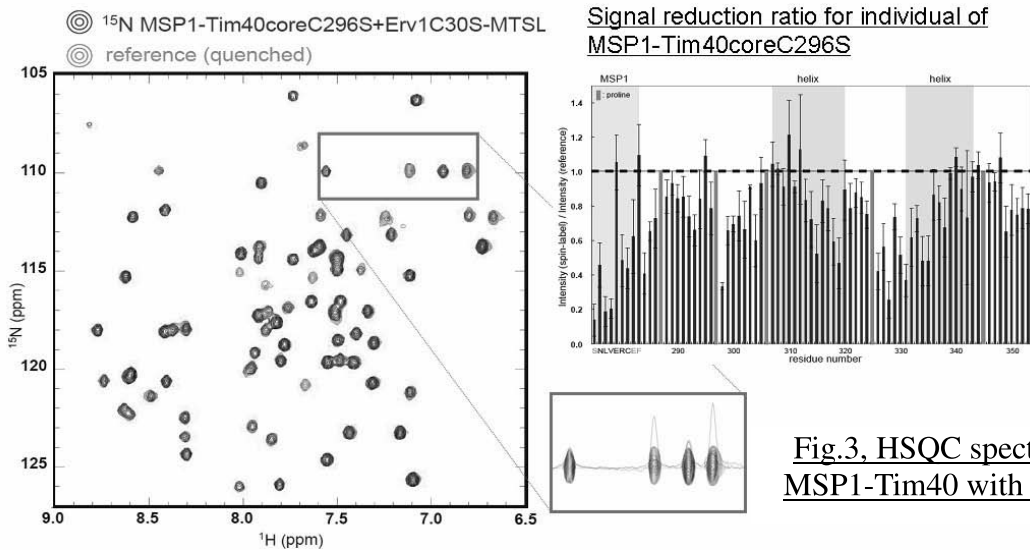 ¹⁵N MSP1-Tim40coreC296S+Erv1C30S-MTSL
reference (quenched)
105
110
115
120
125
¹⁵N (ppm)
9.0 8.5 8.0 7.5 7.0 6.5
¹H (ppm)
Signal reduction ratio for individual of
MSP1-Tim40coreC296S
MSP1 helix helix
: proline
1.4
1.2
1.0
0.8
0.6
0.4
0.2
0.0
Intensity (spin-label) / Intensity (reference)
SNLVERCEF 290 300 310 320 330 340 350
residue number
Fig.3, HSQC spect
MSP1-Tim40 with